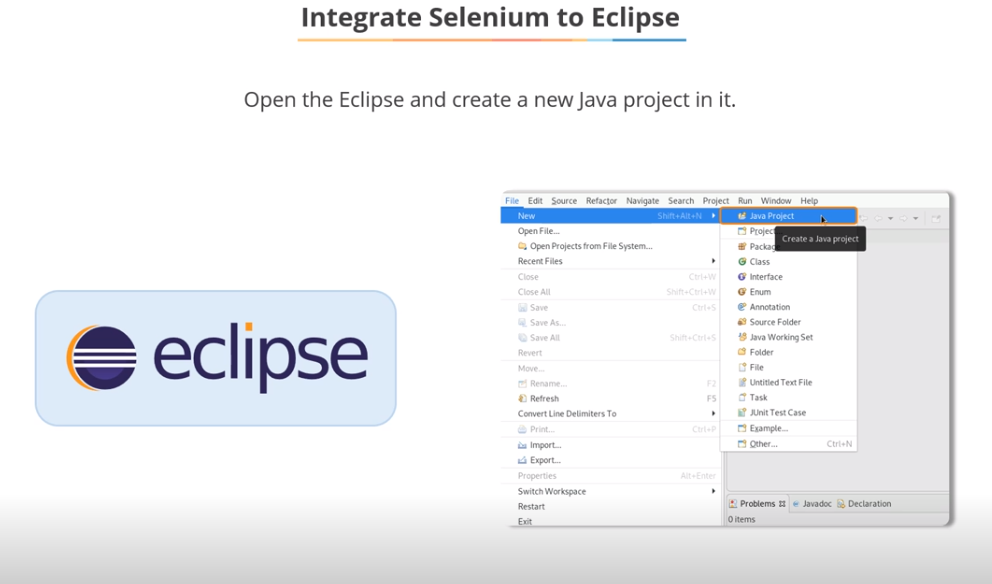 Integrate Selenium to Eclipse
Open the Eclipse and create a new Java project in it.
eclipse
File Edit Source Refactor Navigate Search Project Run Window Help
New Shift+Alt+N
Open File...
Open Projects from File System...
Recent Files
Close Ctrl+W
Close All Shift+Ctrl+W
Save Ctrl+S
Save As...
Save All Shift+Ctrl+S
Revert
Move...
Rename... F2
Refresh F5
Convert Line Delimiters To
Print... Ctrl+P
Import...
Export...
Properties Alt+Enter
Switch Workspace
Restart
Exit
Java Project
Project
Create a Java project
Class
Interface
Enum
Annotation
Source Folder
Java Working Set
Folder
File
Untitled Text File
Task
JUnit Test Case
Example...
Other... Ctrl+N
Problems Javadoc Declaration
0 items